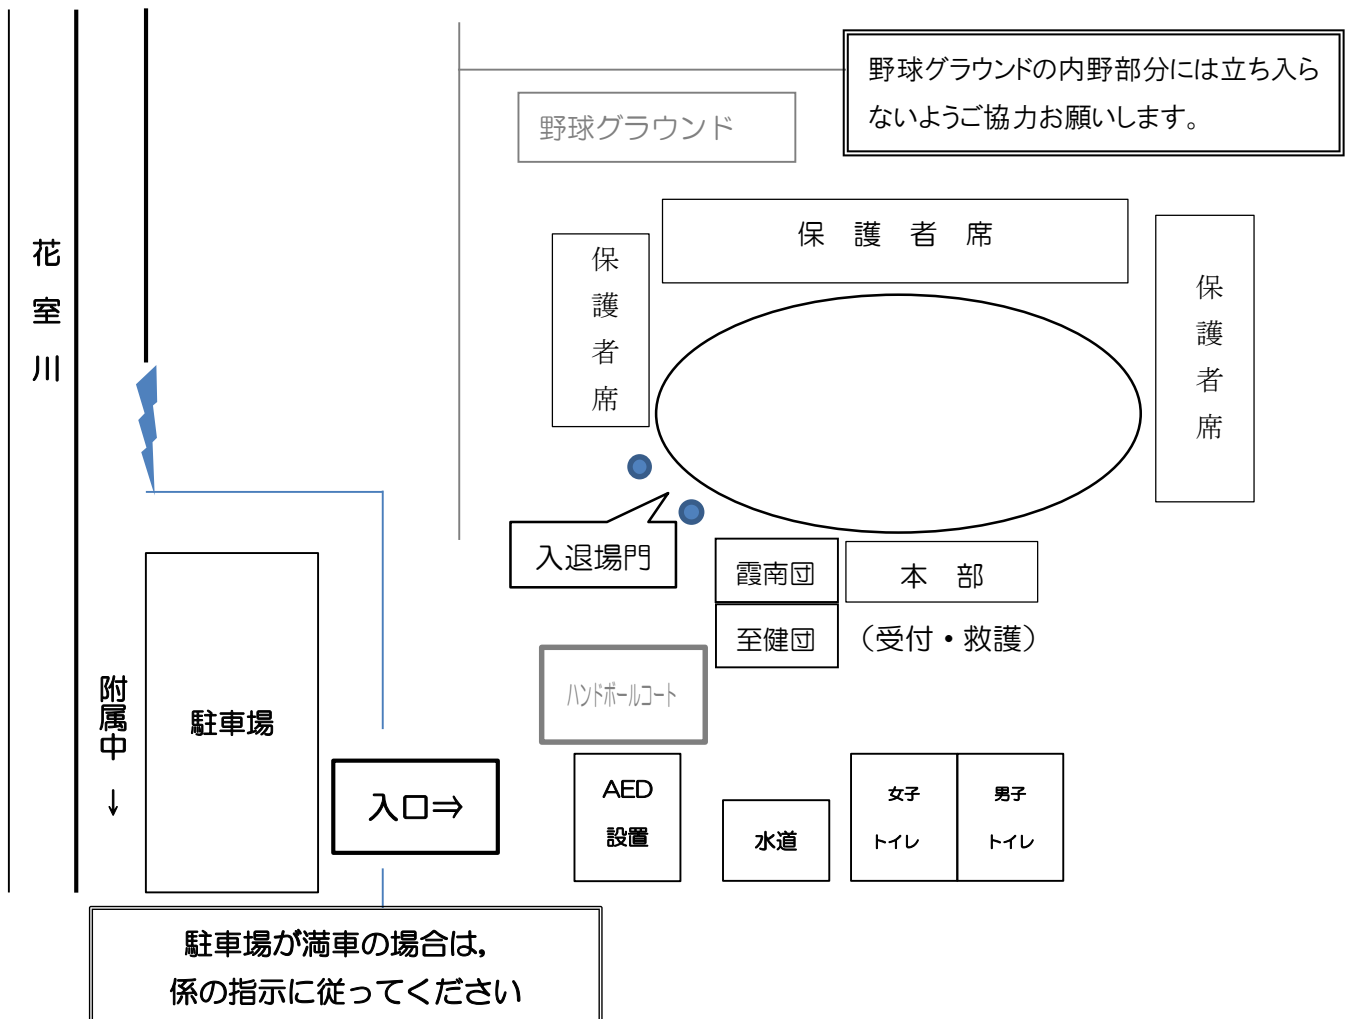 野球グラウンドの内野部分には立ち入ら
ないようご協力お願いします。
野球グラウンド
保 護 者 席
保護者席
保護者席
花室川
入退場門
霞南団
本 部
至健団
（受付・救護）
ハンドボールコート
附属中 ↓
駐車場
入口⇒
AED
設置
水道
女子
トイレ
男子
トイレ
駐車場が満車の場合は，
係の指示に従ってください